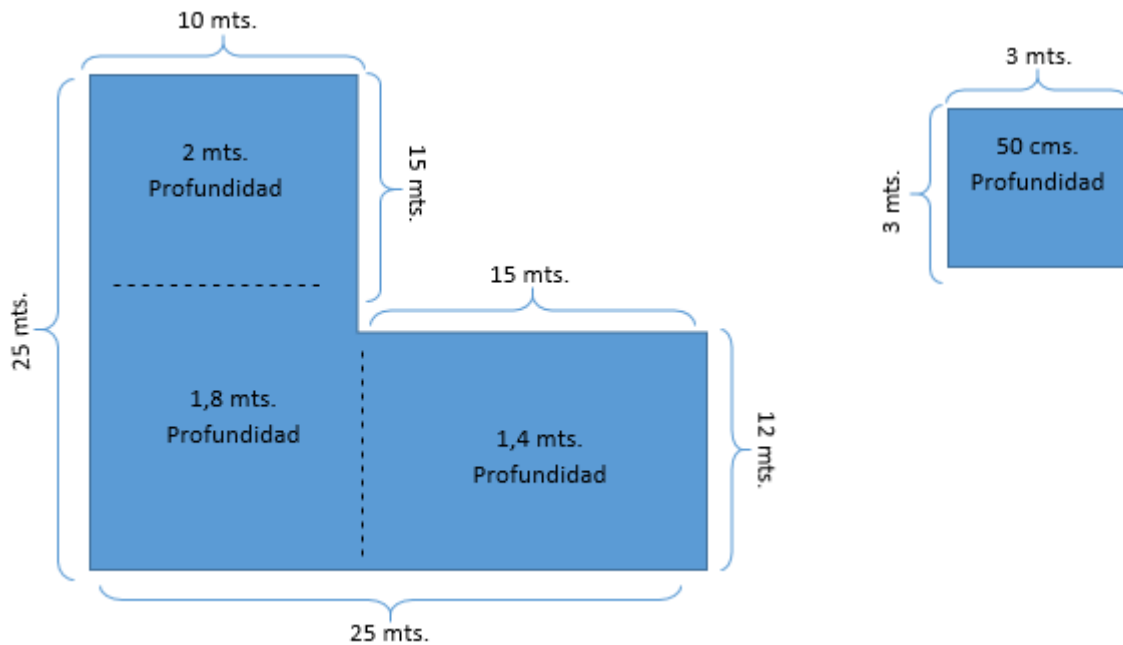 10 mts.
25 mts.
2 mts.
Profundidad
15 mts.
15 mts.
1,8 mts.
Profundidad
1,4 mts.
Profundidad
12 mts.
25 mts.
3 mts.
3 mts.
50 cms.
Profundidad